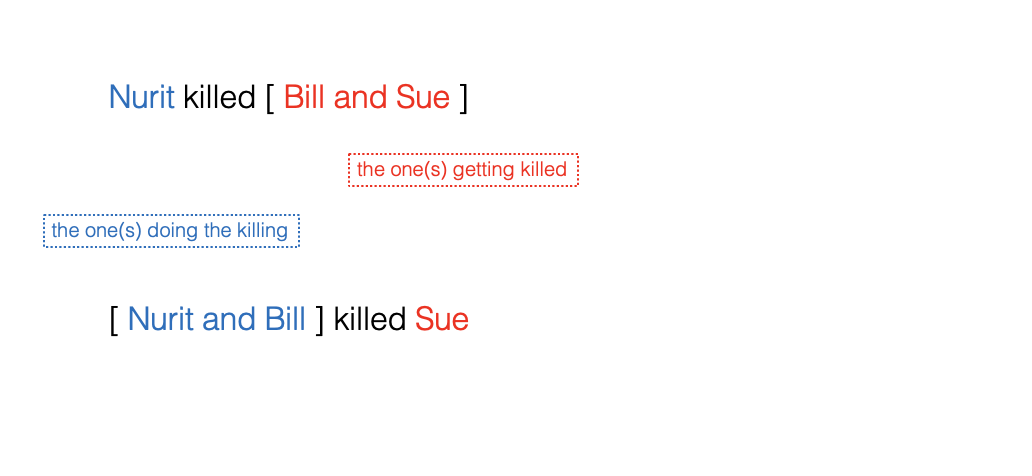 Nurit killed [ Bill and Sue ]
the one(s) getting killed
the one(s) doing the killing
[ Nurit and Bill ] killed Sue